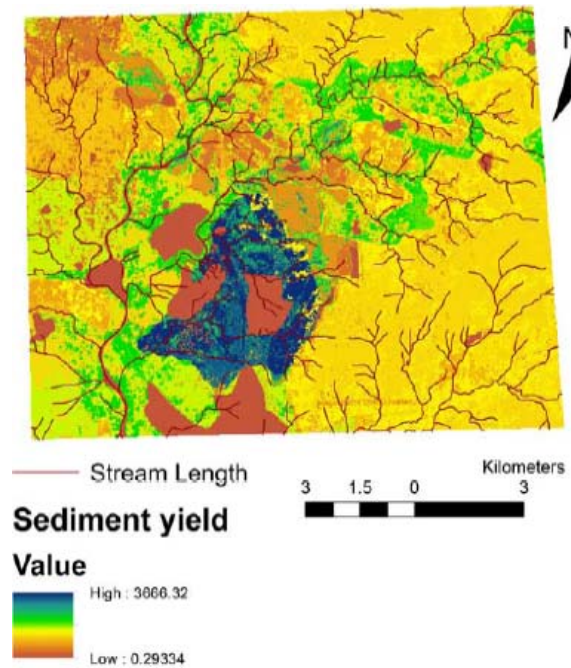 N
Stream Length
Kilometers
3 1.5 0 3
Sediment yield
Value
High : 3666.32
Low : 0.29334